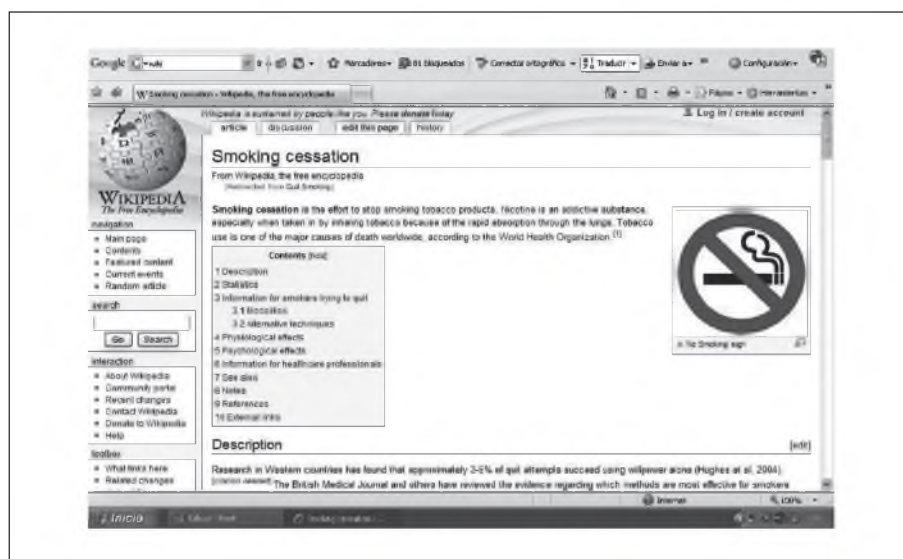 Google
Marcadores
81 bloqueados
Corrector ortográfico
Traducir
Enviar a
Configuración
Smoking cessation - Wikipedia, the free encyclopedia
Página
Herramientas
Wikipedia is sustained by people like you. Please donate today.
Log in / create account
article
discussion
edit this page
history
Smoking cessation
From Wikipedia, the free encyclopedia
(Redirected from Quit Smoking)
Smoking cessation is the effort to stop smoking tobacco products. Nicotine is an addictive substance,
especially when taken in by inhaling tobacco because of the rapid absorption through the lungs. Tobacco
use is one of the major causes of death worldwide, according to the World Health Organization. [1]
WIKIPEDIA
The Free Encyclopedia
navigation
Main page
Contents
Featured content
Current events
Random article
search
Go
Search
interaction
About Wikipedia
Community portal
Recent changes
Contact Wikipedia
Donate to Wikipedia
Help
toolbox
What links here
Related changes
Contents [hide]
1 Description
2 Statistics
3 Information for smokers trying to quit
3.1 Modalities
3.2 Alternative techniques
4 Physiological effects
5 Psychological effects
6 Information for healthcare professionals
7 See also
8 Notes
9 References
10 External links
A No Smoking sign
Description
[edit]
Research in Western countries has found that approximately 3-5% of quit attempts succeed using willpower alone (Hughes et al, 2004).
[citation needed] The British Medical Journal and others have reviewed the evidence regarding which methods are most effective for smokers
Internet
100%
Inicio